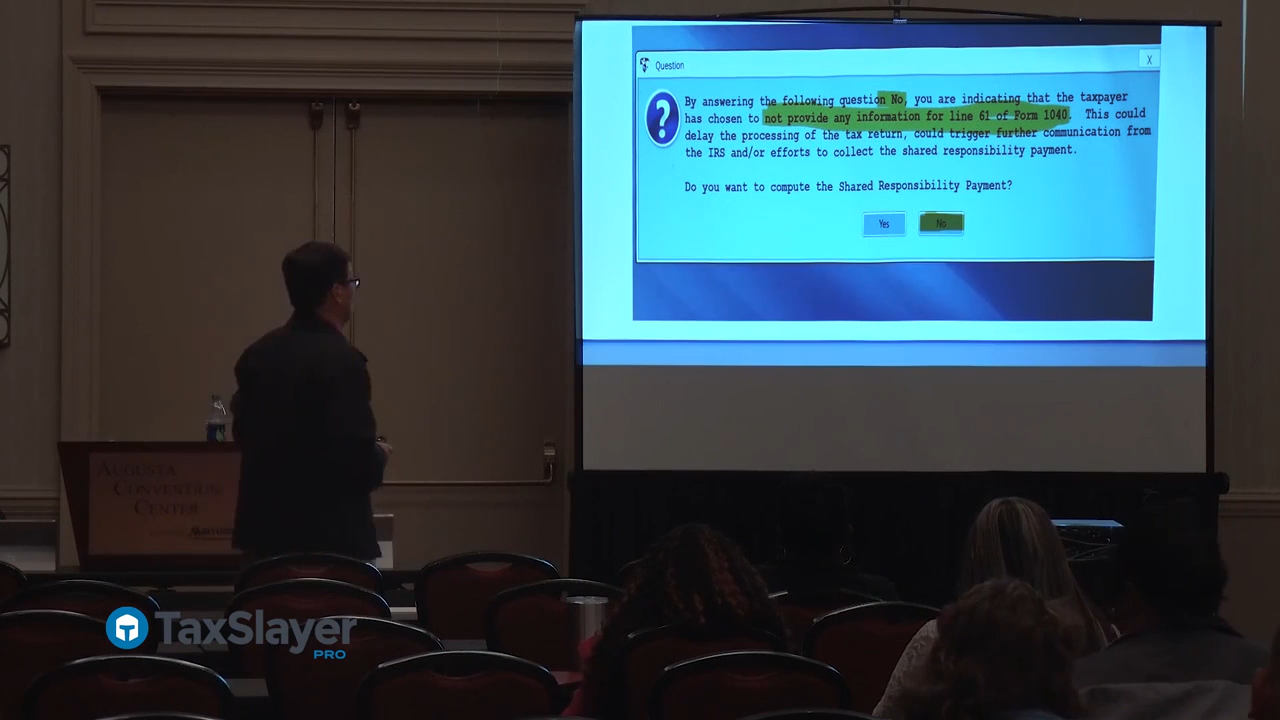 Question
X
?
By answering the following question No, you are indicating that the taxpayer
has chosen to not provide any information for line 61 of Form 1040. This could
delay the processing of the tax return, could trigger further communication from
the IRS and/or efforts to collect the shared responsibility payment.
Do you want to compute the Shared Responsibility Payment?
Yes
No
AUGUSTA
CONVENTION
CENTER
TaxSlayer
PRO